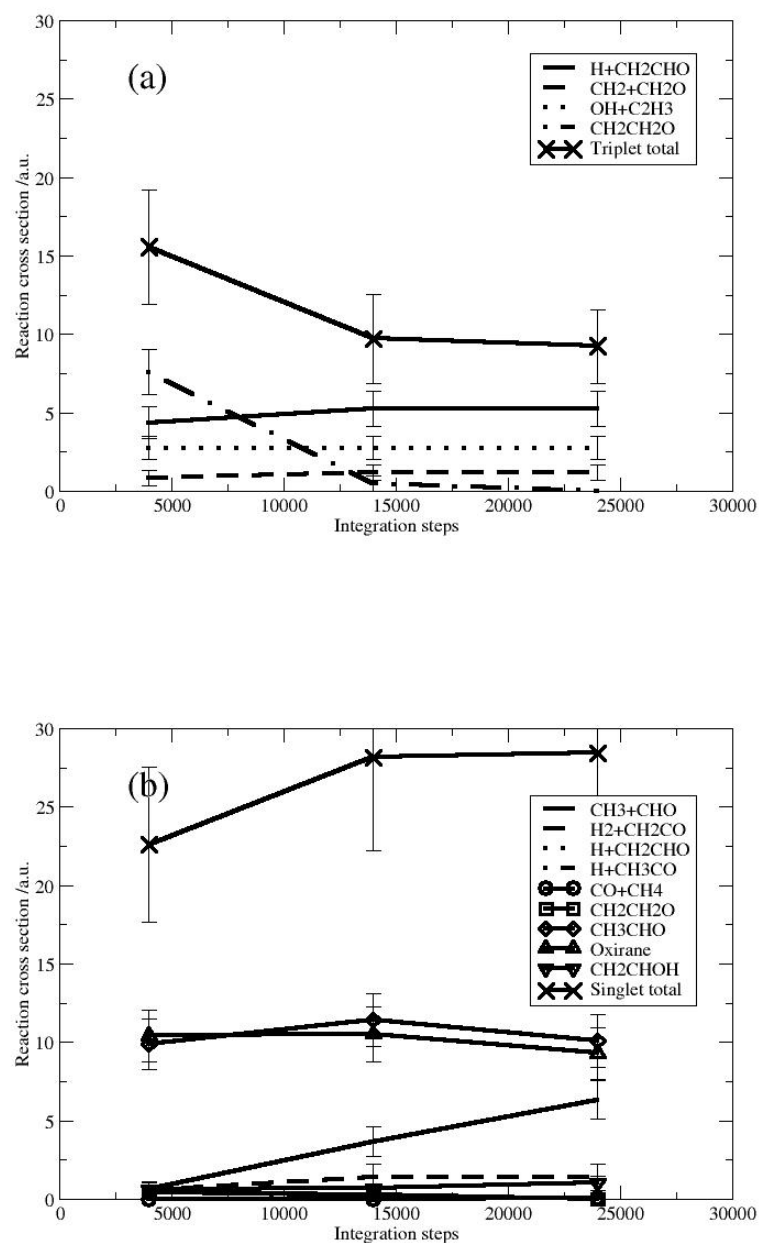 30
(a)
H+CH2CHO
CH2+CH2O
OH+C2H3
CH2CH2O
Triplet total
25
20
15
10
5
0
Reaction cross section /a.u.
0 5000 10000 15000 20000 25000 30000
Integration steps
30
(b)
CH3+CHO
H2+CH2CO
H+CH2CHO
H+CH3CO
CO+CH4
CH2CH2O
CH3CHO
Oxirane
CH2CHOH
Singlet total
25
20
15
10
5
0
Reaction cross section /a.u.
0 5000 10000 15000 20000 25000 30000
Integration steps